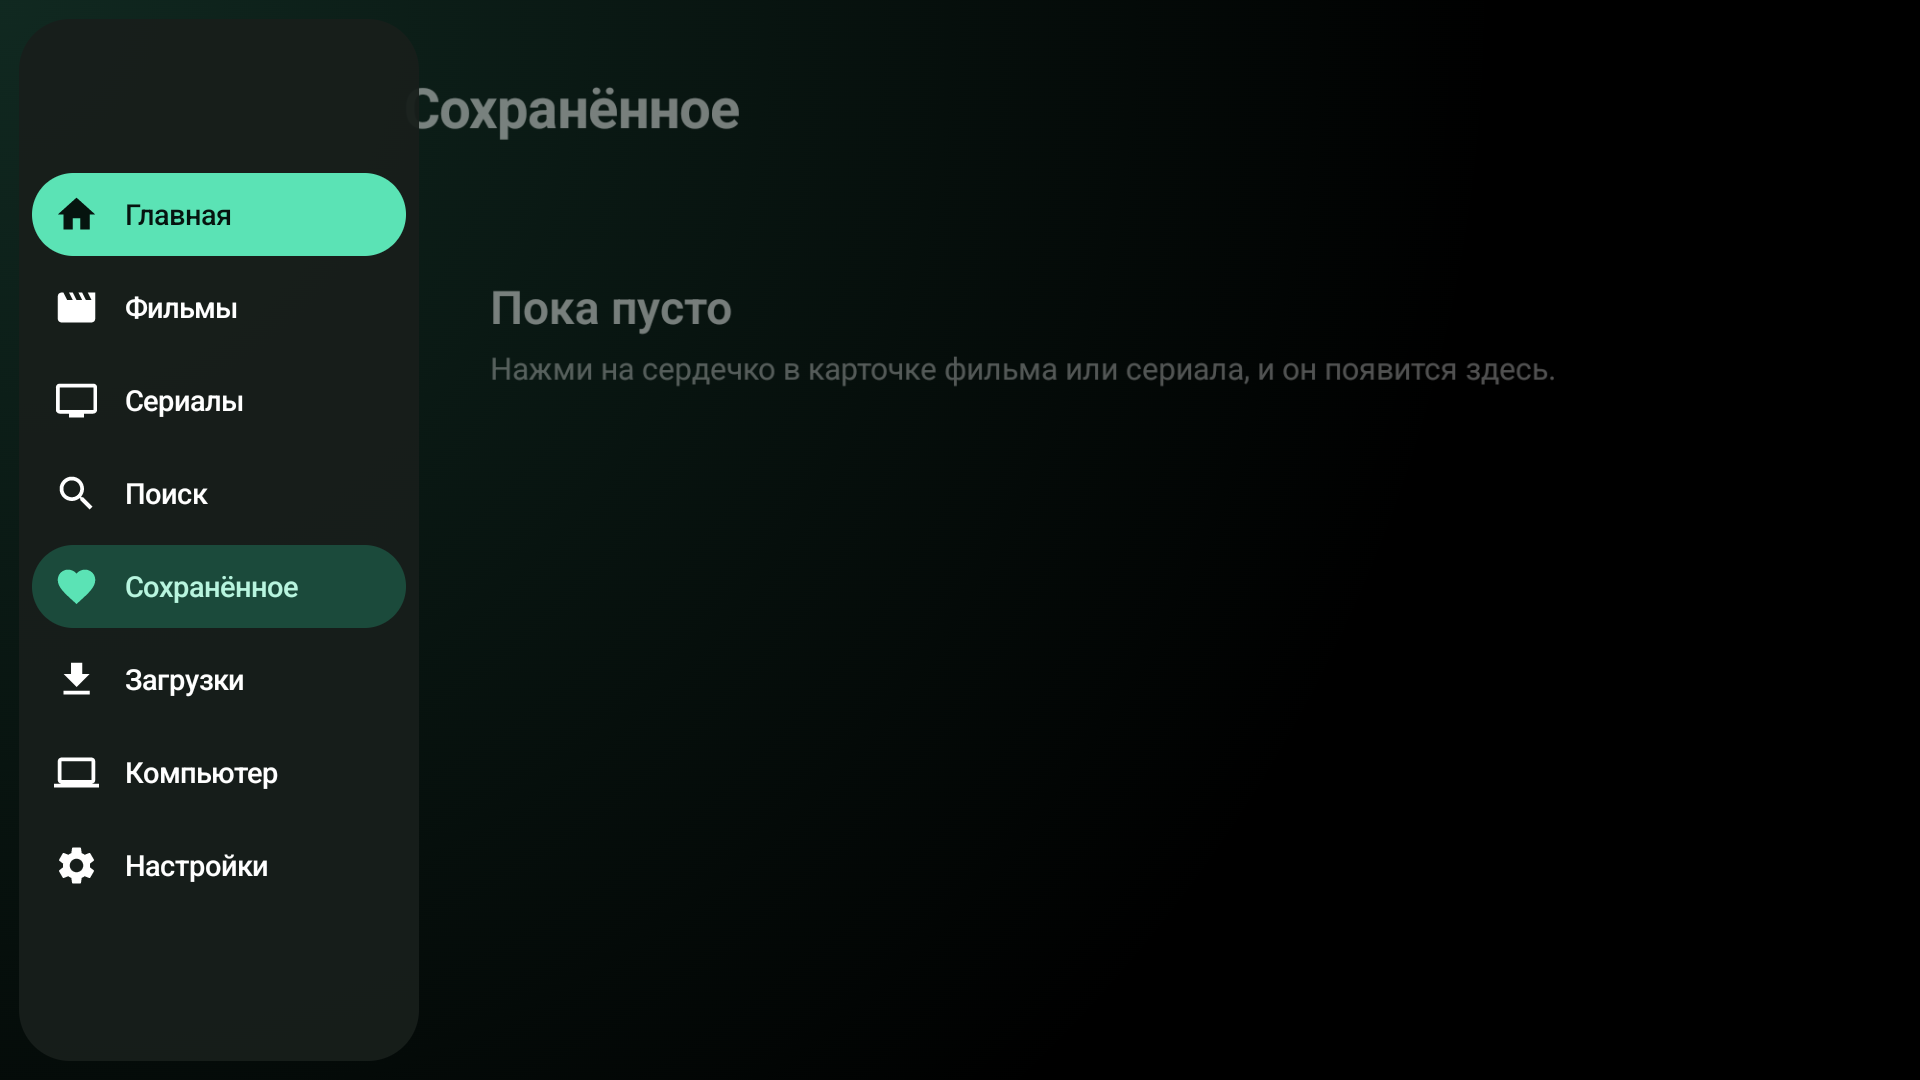 Сохранённое
Главная
Фильмы
Сериалы
Поиск
Сохранённое
Загрузки
Компьютер
Настройки
Пока пусто
Нажми на сердечко в карточке фильма или сериала, и он появится здесь.